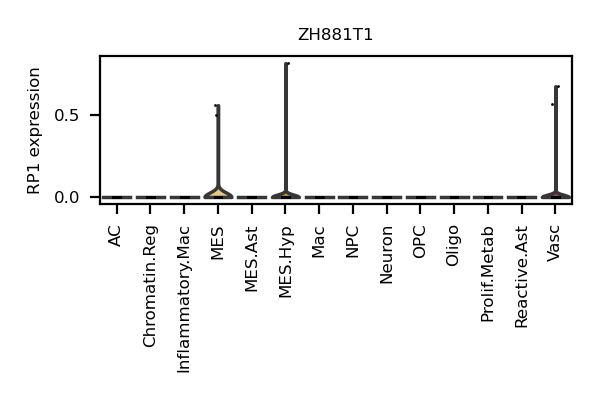 ZH881T1
RP1 expression
0.5
0.0
AC
Chromatin.Reg
Inflammatory.Mac
MES
MES.Ast
MES.Hyp
Mac
NPC
Neuron
OPC
Oligo
Prolif.Metab
Reactive.Ast
Vasc